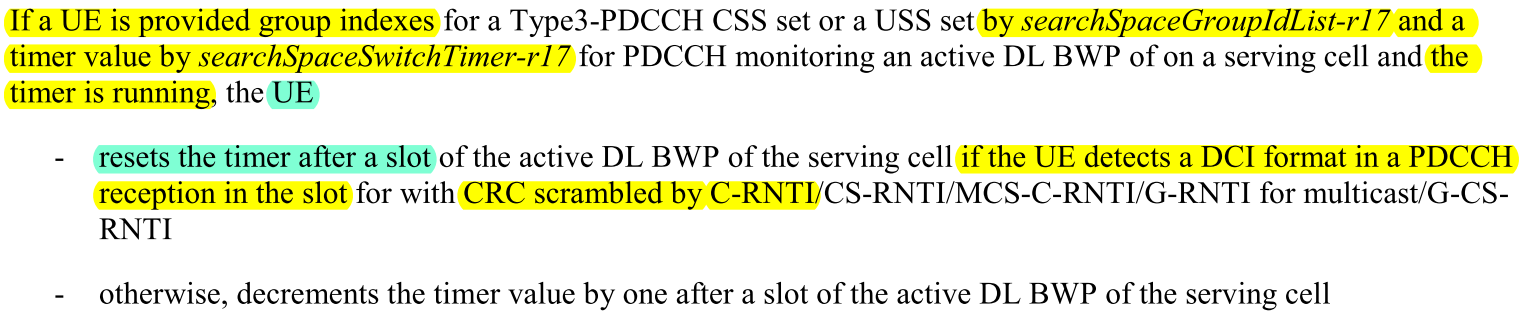 If a UE is provided group indexes for a Type3-PDCCH CSS set or a USS set by searchSpaceGroupIdList-r17 and a
timer value by searchSpaceSwitchTimer-r17 for PDCCH monitoring an active DL BWP of on a serving cell and the
timer is running, the UE
- resets the timer after a slot of the active DL BWP of the serving cell if the UE detects a DCI format in a PDCCH
reception in the slot for with CRC scrambled by C-RNTI/CS-RNTI/MCS-C-RNTI/G-RNTI for multicast/G-CS-
RNTI
- otherwise, decrements the timer value by one after a slot of the active DL BWP of the serving cell